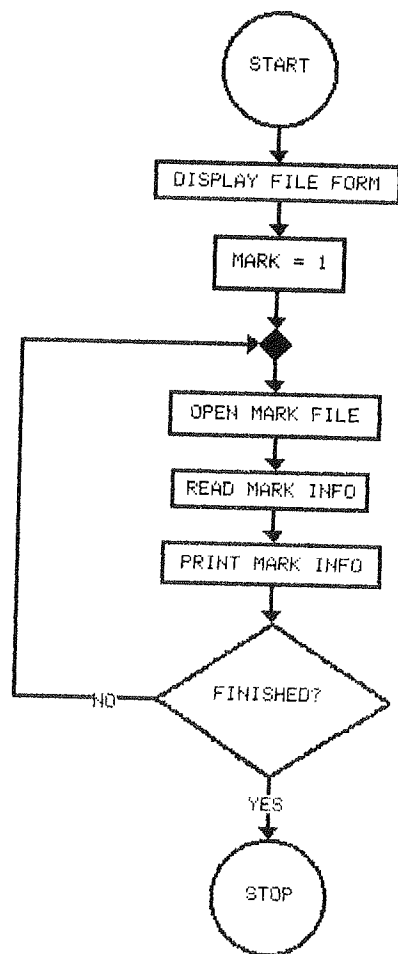 START
DISPLAY FILE FORM
MARK = 1
OPEN MARK FILE
READ MARK INFO
PRINT MARK INFO
FINISHED?
NO
YES
STOP